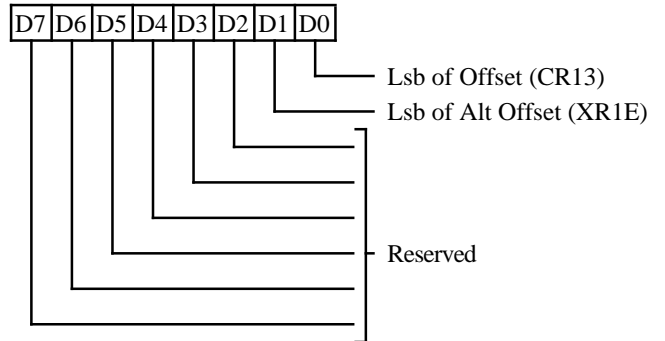 D7 D6 D5 D4 D3 D2 D1 D0
Lsb of Offset (CR13)
Lsb of Alt Offset (XR1E)
Reserved